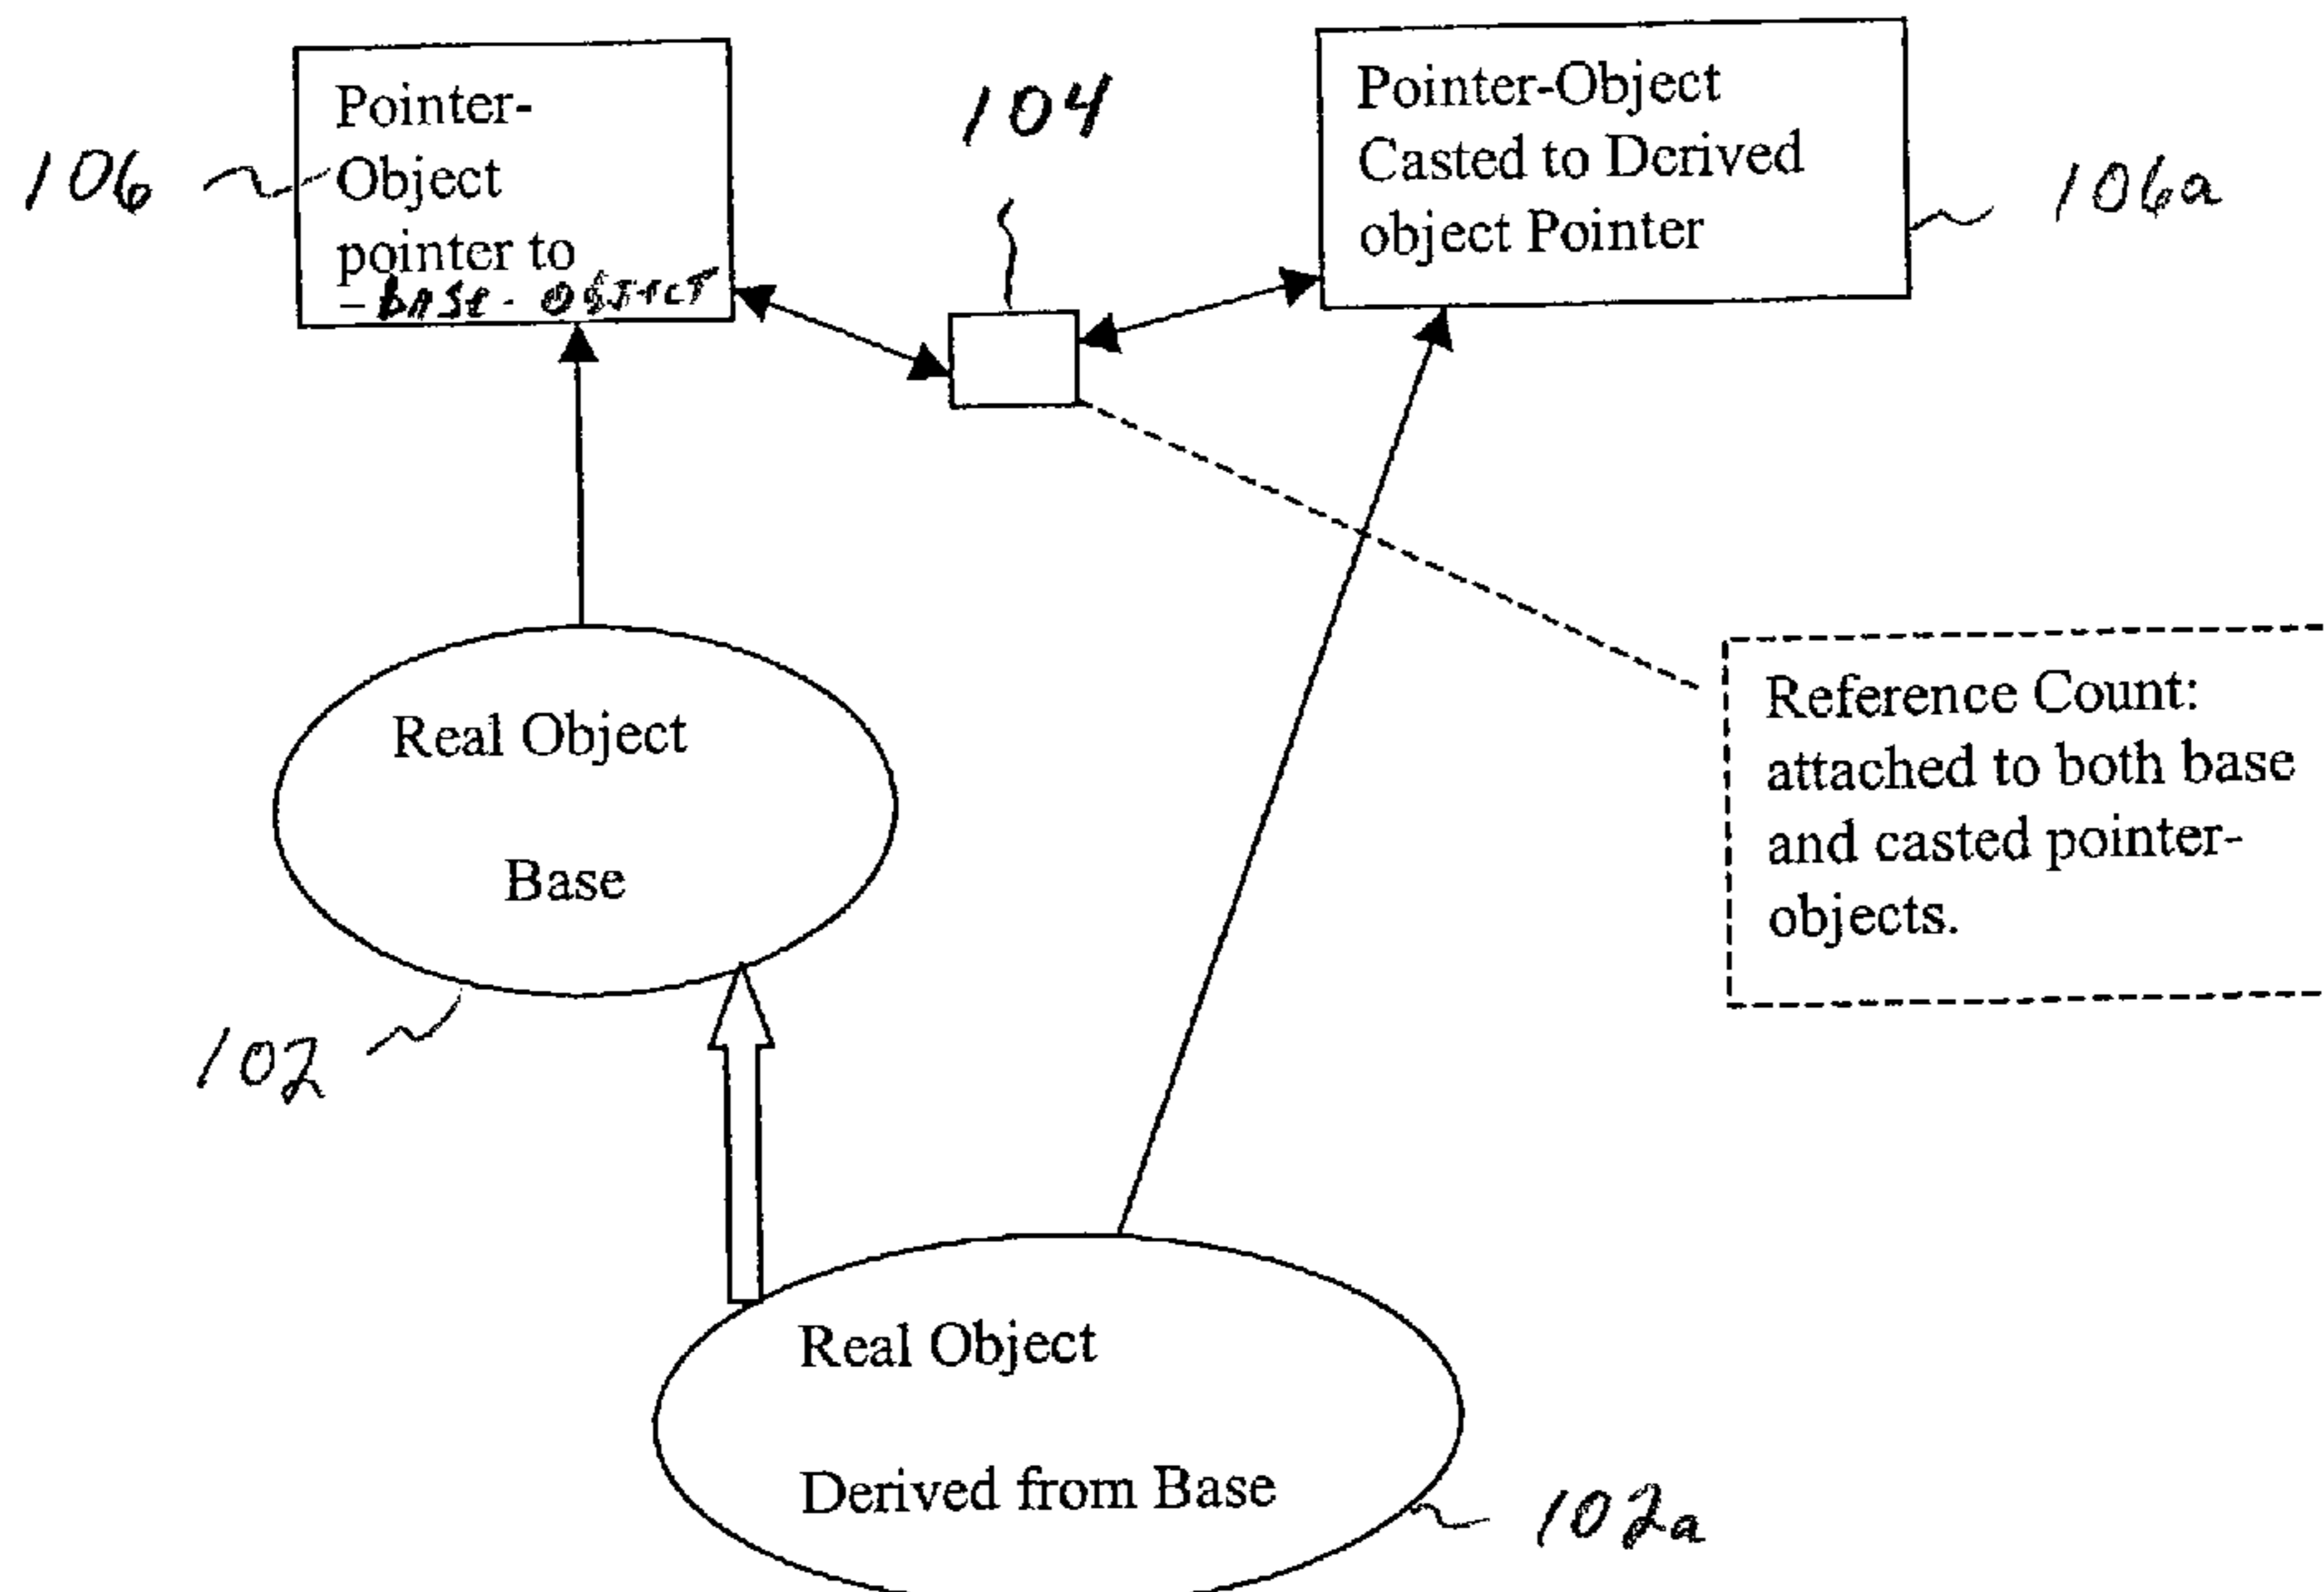 Pointer-
Object
pointer to
- base - object
106
104
Pointer-Object
Casted to Derived
object Pointer
106a
Real Object
Base
102
Reference Count:
attached to both base
and casted pointer-
objects.
Real Object
Derived from Base
102a